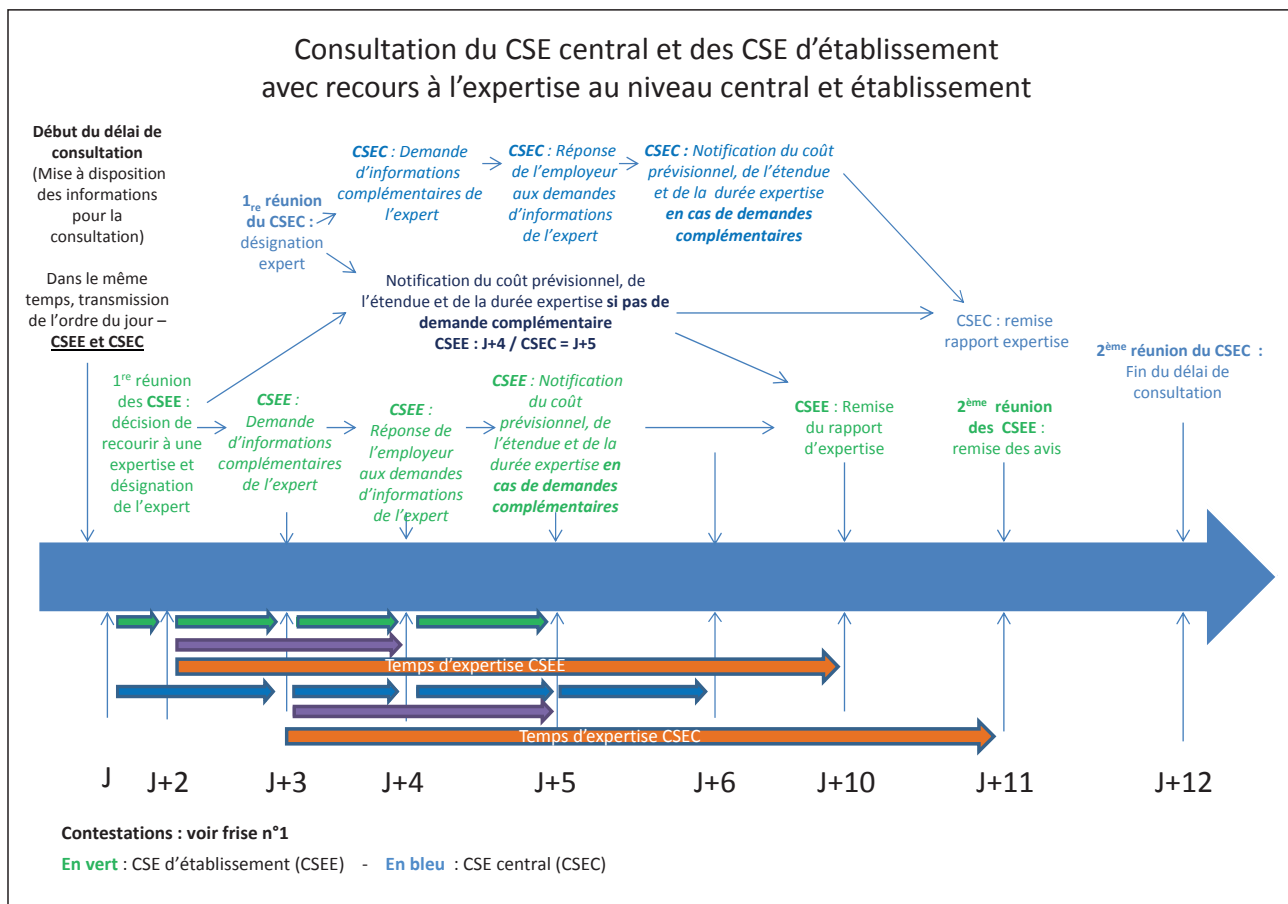 Consultation du CSE central et des CSE d'établissement
avec recours à l'expertise au niveau central et établissement
Début du délai de
consultation
(Mise à disposition
des informations
pour la
consultation)
Dans le même
temps, transmission
de l'ordre du jour –
CSEE et CSEC
1re réunion
du CSEC :
désignation
expert
CSEC : Demande
d'informations
complémentaires de
l'expert
CSEC : Réponse
de l'employeur
aux demandes
d'informations
de l'expert
CSEC : Notification du coût
prévisionnel, de l'étendue
et de la durée expertise
en cas de demandes
complémentaires
Notification du coût prévisionnel, de
l'étendue et de la durée expertise si pas de
demande complémentaire
CSEE : J+4 / CSEC = J+5
CSEC : remise
rapport expertise
2ème réunion du CSEC :
Fin du délai de
consultation
1re réunion
des CSEE :
décision de
recourir à une
expertise et
désignation
de l'expert
CSEE :
Demande
d'informations
complémentaires
de l'expert
CSEE :
Réponse de
l'employeur
aux demandes
d'informations
de l'expert
CSEE : Notification
du coût
prévisionnel, de
l'étendue et de la
durée expertise en
cas de demandes
complémentaires
CSEE : Remise
du rapport
d'expertise
2ème réunion
des CSEE :
remise des avis
Temps d'expertise CSEE
Temps d'expertise CSEC
J J+2 J+3 J+4 J+5 J+6 J+10 J+11 J+12
Contestations : voir frise n°1
En vert : CSE d'établissement (CSEE) - En bleu : CSE central (CSEC)